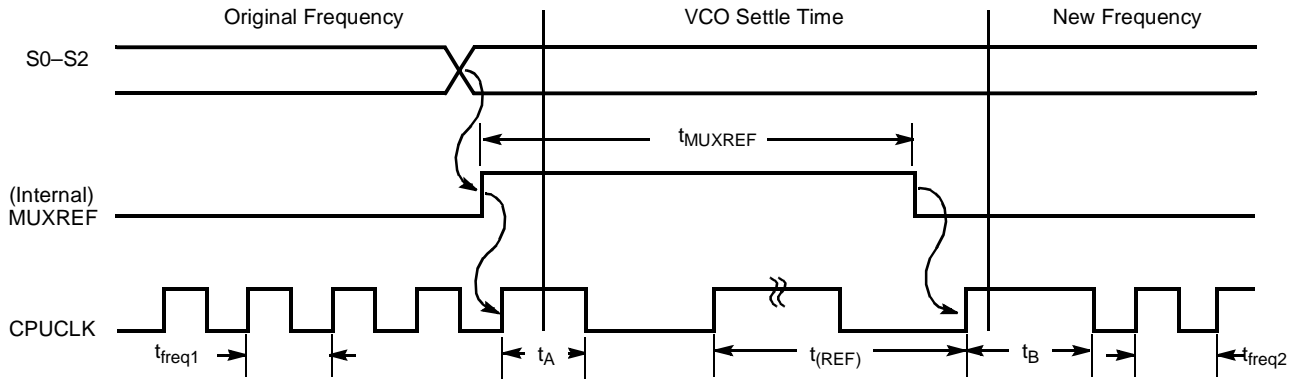 Original Frequency VCO Settle Time New Frequency
S0–S2
tMUXREF
(Internal)
MUXREF
CPUCLK
tfreq1 tA t(REF) tB tfreq2